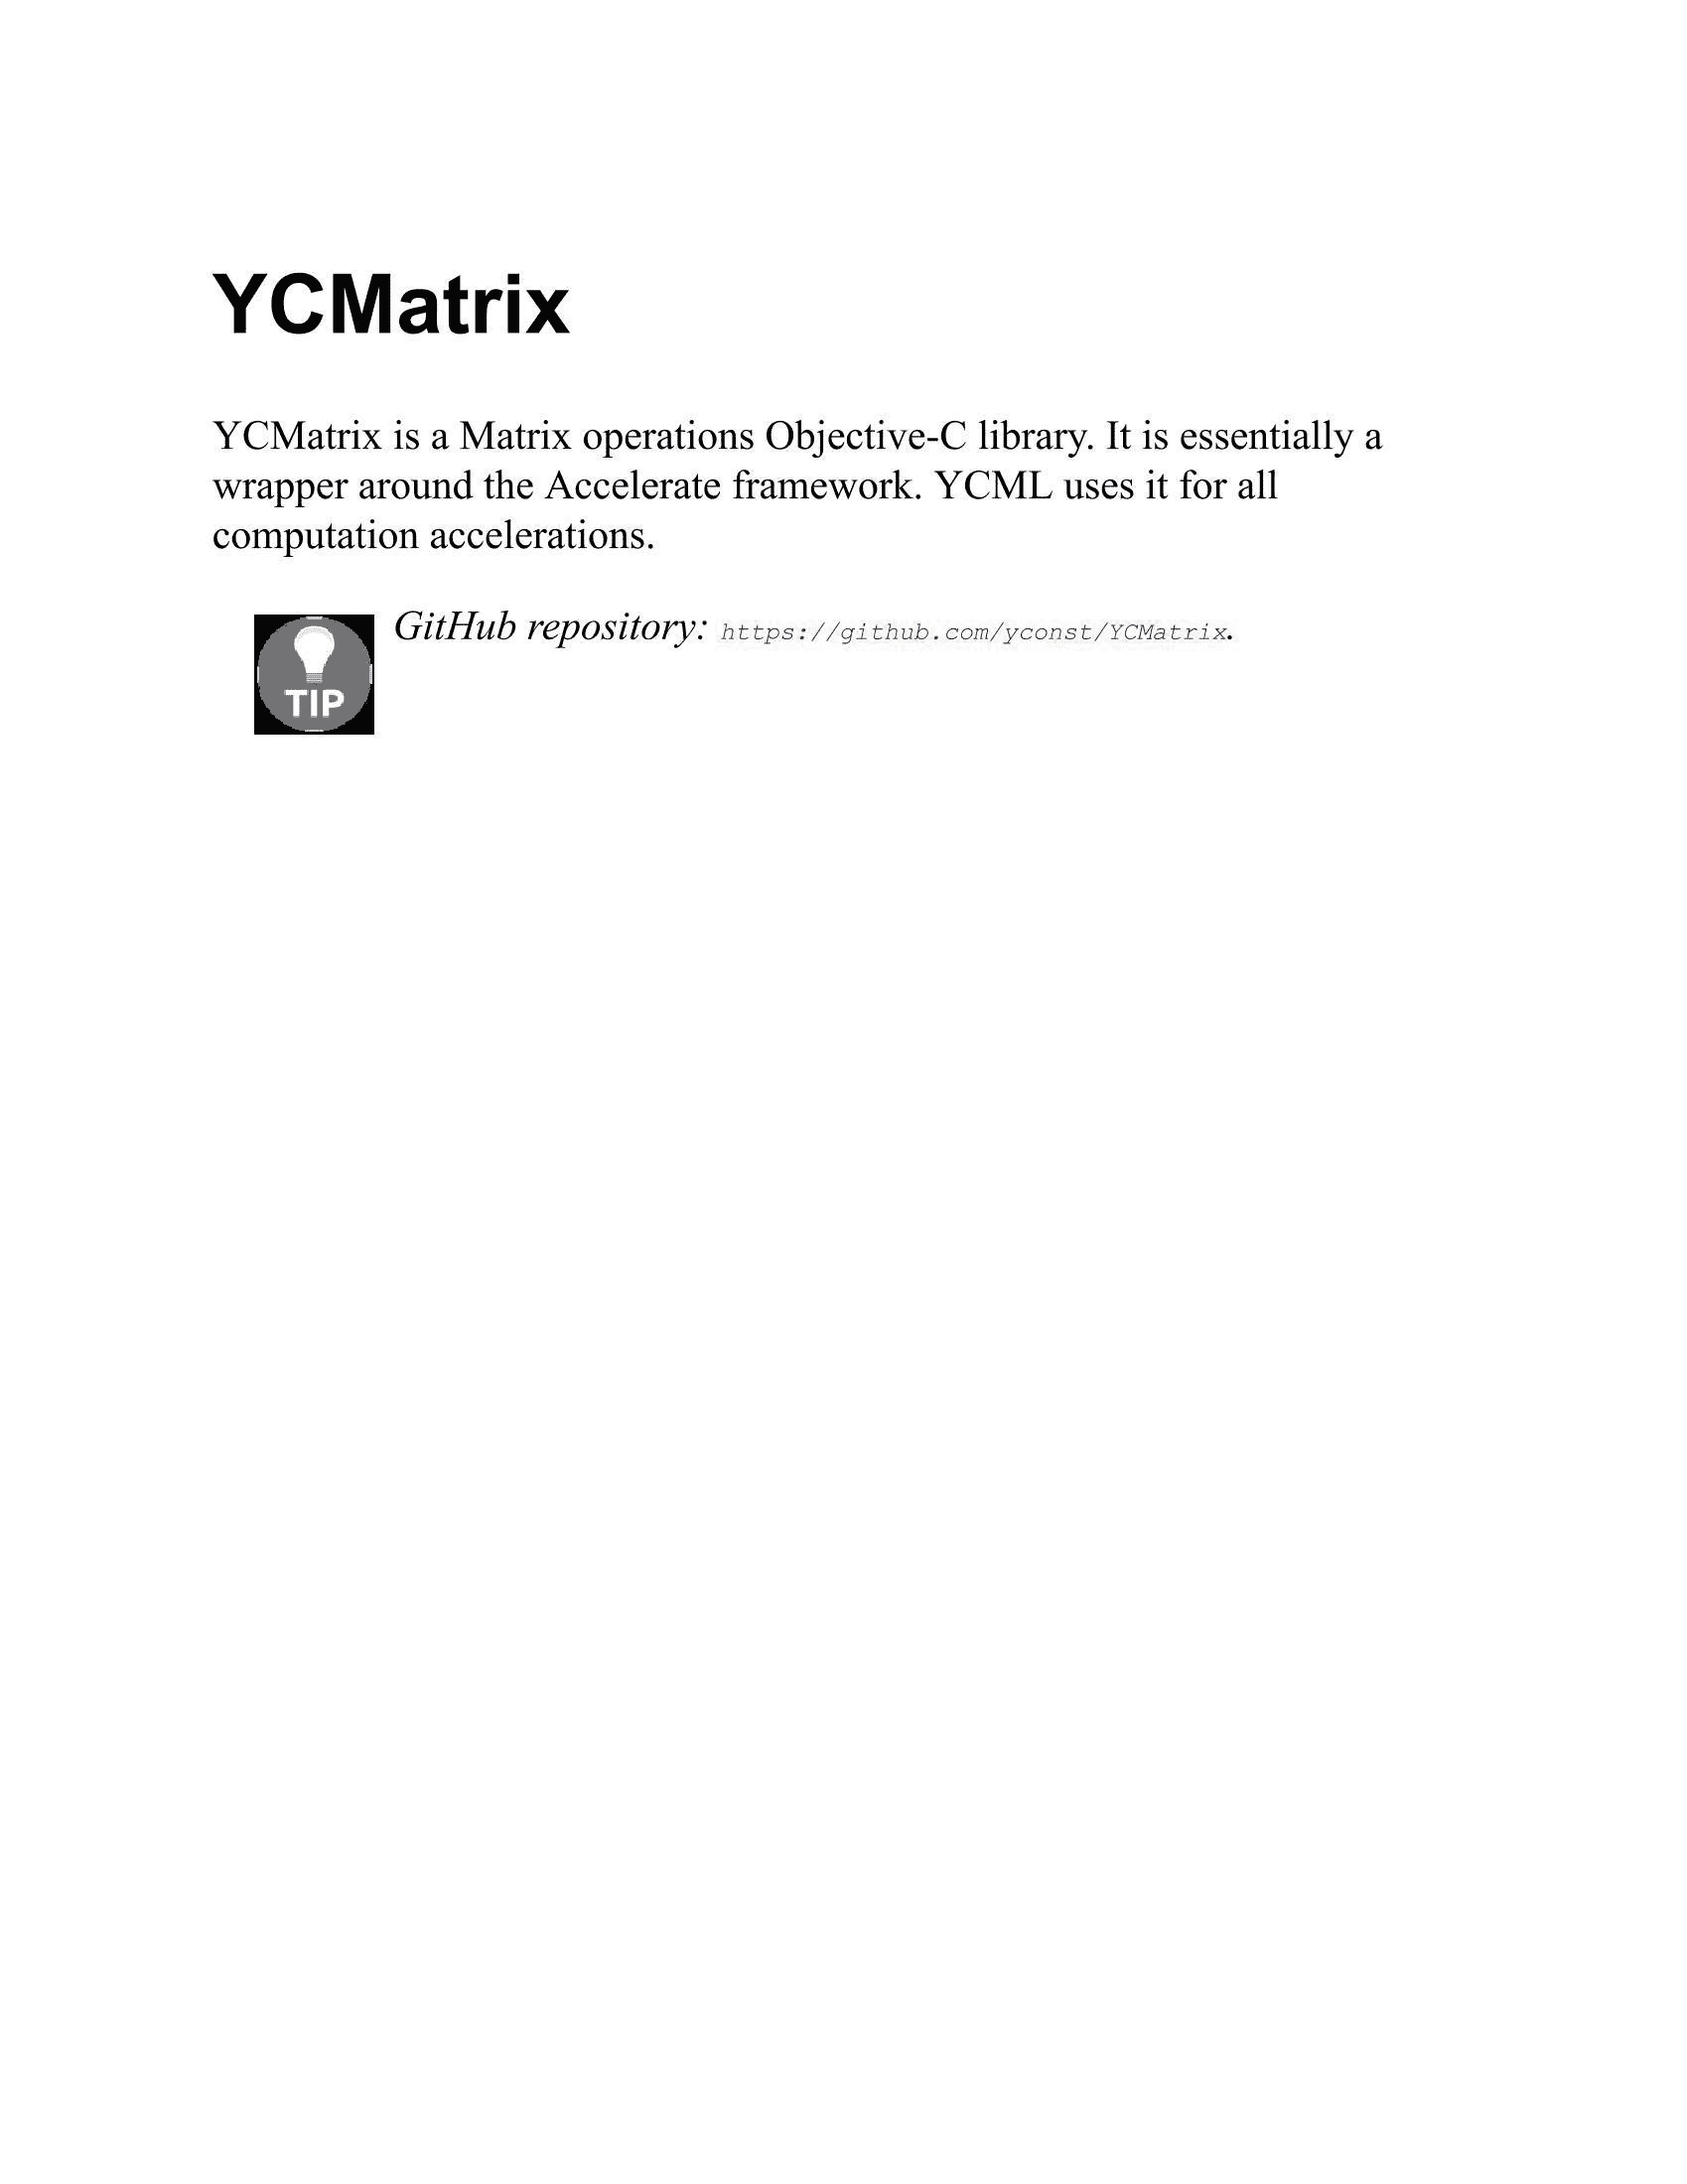 YCMatrix
YCMatrix is a Matrix operations Objective-C library. It is essentially a
wrapper around the Accelerate framework. YCML uses it for all
computation accelerations.
GitHub repository: https://github.com/yconst/YCMatrix.
TIP